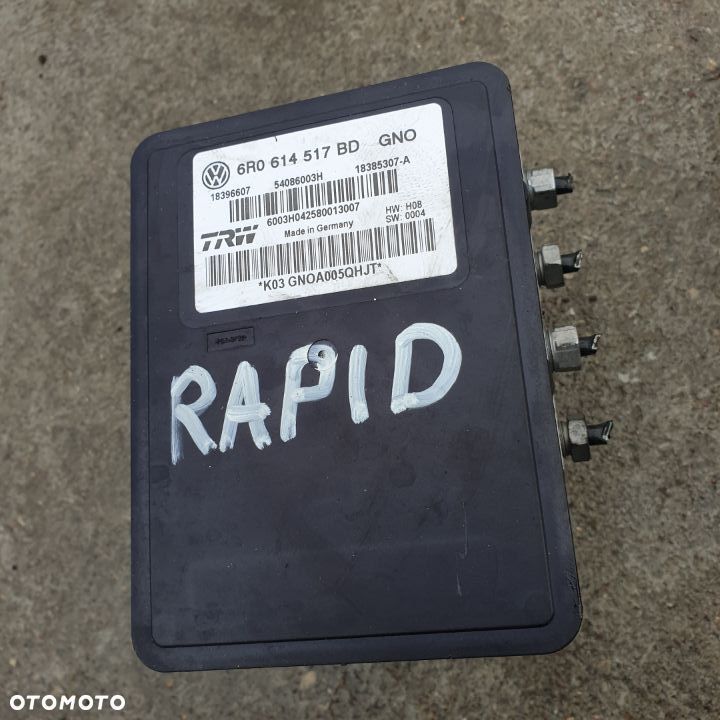 6R0 614 517 BD GNO
18396607 54086003H 18385307-A
6003H042580013007 HW: H08
TRW Made in Germany SW: 0004
*K03 GNOA005QHJT*
RAPID
OTOMOTO